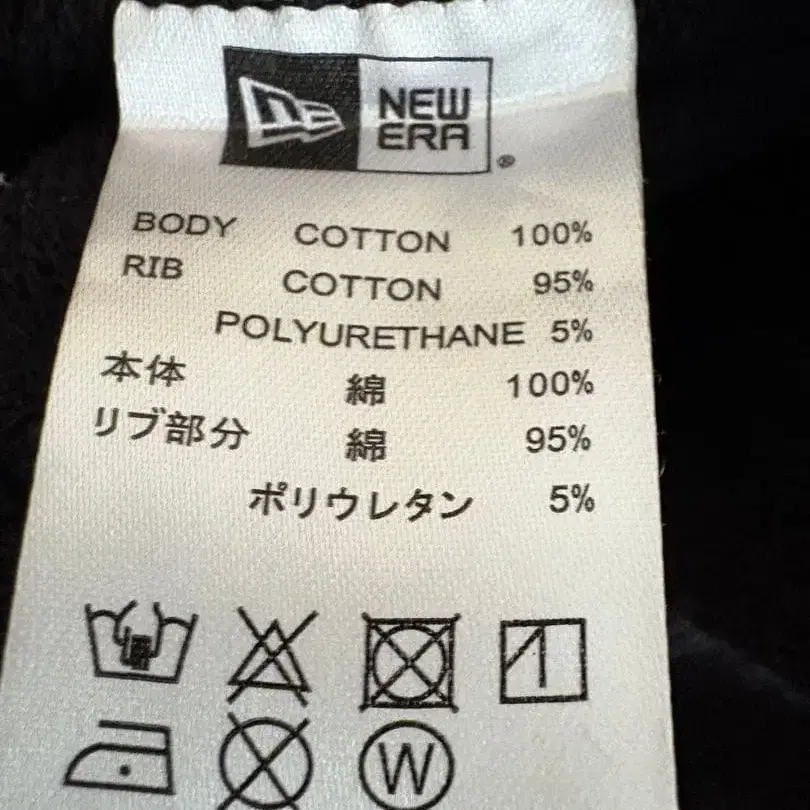 NEW
ERA®
BODY COTTON 100%
RIB COTTON 95%
POLYURETHANE 5%
本体 綿 100%
リブ部分 綿 95%
ポリウレタン 5%
W